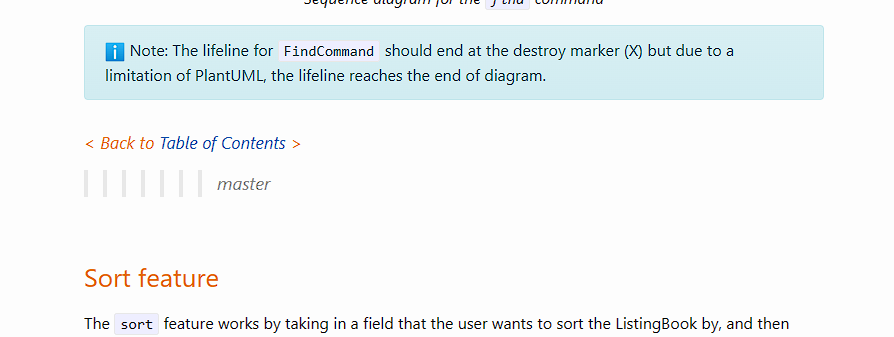 Sequence diagram for the find command
ℹ Note: The lifeline for FindCommand should end at the destroy marker (X) but due to a
limitation of PlantUML, the lifeline reaches the end of diagram.
< Back to Table of Contents >
master
Sort feature
The sort feature works by taking in a field that the user wants to sort the ListingBook by, and then